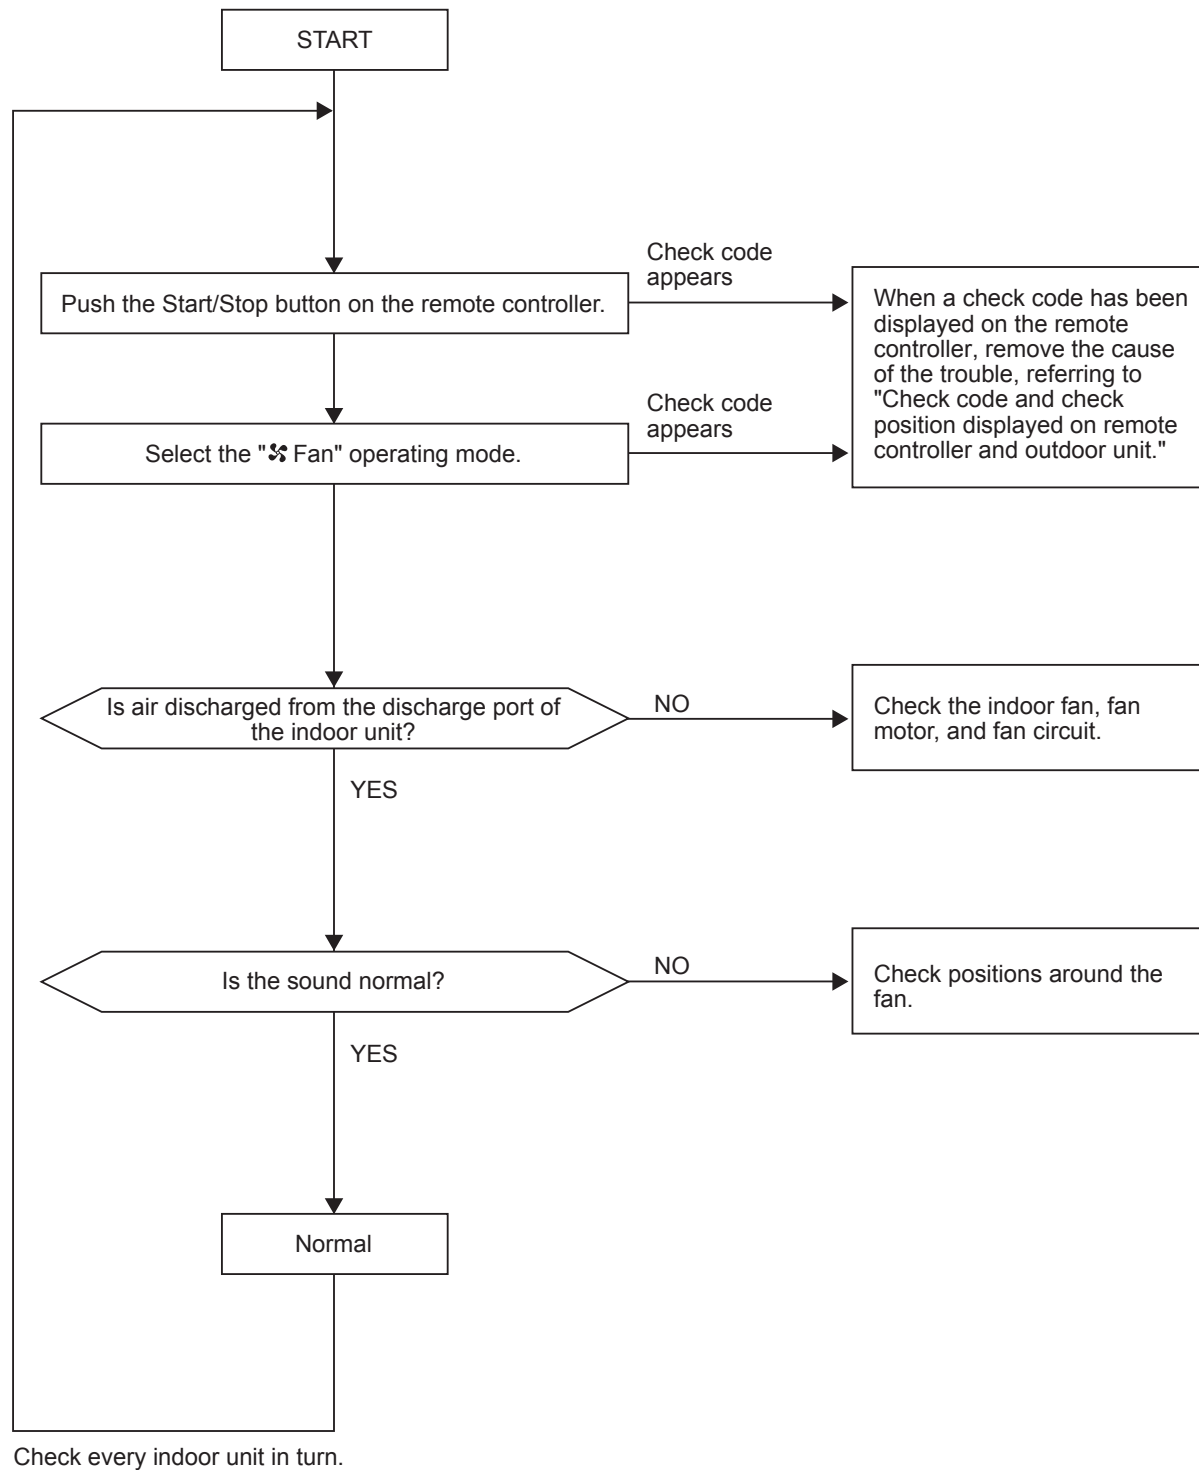 START
Check code
appears
Push the Start/Stop button on the remote controller.
When a check code has been
displayed on the remote
controller, remove the cause
of the trouble, referring to
"Check code and check
position displayed on remote
controller and outdoor unit."
Check code
appears
Select the " Fan" operating mode.
Is air discharged from the discharge port of
the indoor unit?
NO
Check the indoor fan, fan
motor, and fan circuit.
YES
Is the sound normal?
NO
Check positions around the
fan.
YES
Normal
Check every indoor unit in turn.